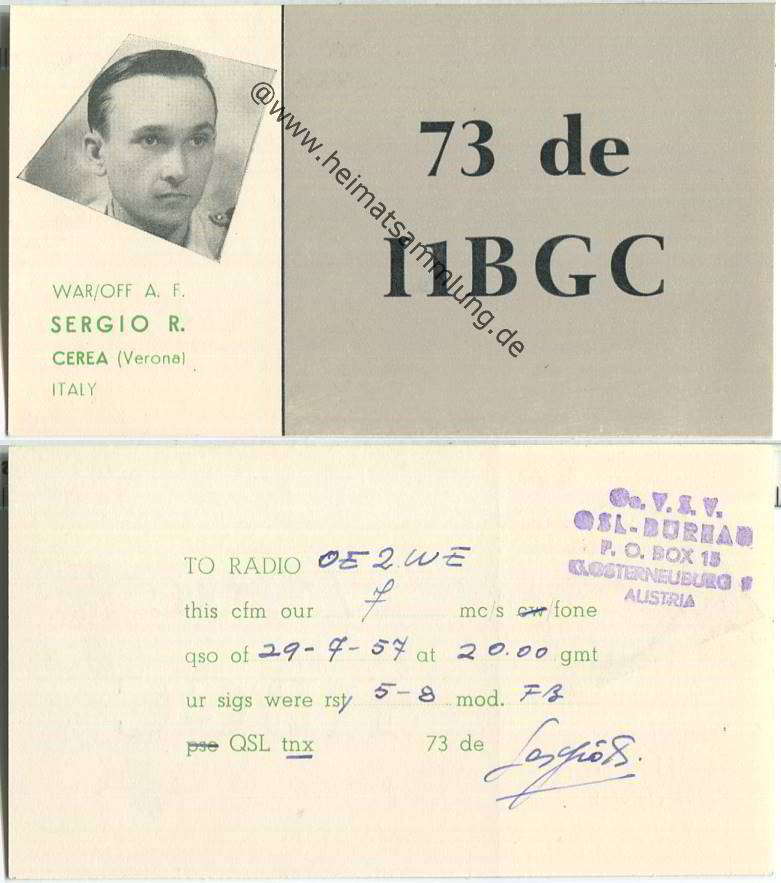 @www.heimatsammlung.de
73 de
I1BGC
WAR/OFF A. F.
SERGIO R.
CEREA (Verona)
ITALY
Oe. V. S. V.
QSL-BUREAU
P. O. BOX 15
KLOSTERNEUBURG
AUSTRIA
TO RADIO OE2WE
this cfm our 7 mc/s cw/fone
qso of 29-7-57 at 20.00 gmt
ur sigs were rst 5-8 mod. FB
pse QSL tnx 73 de Sergio R.